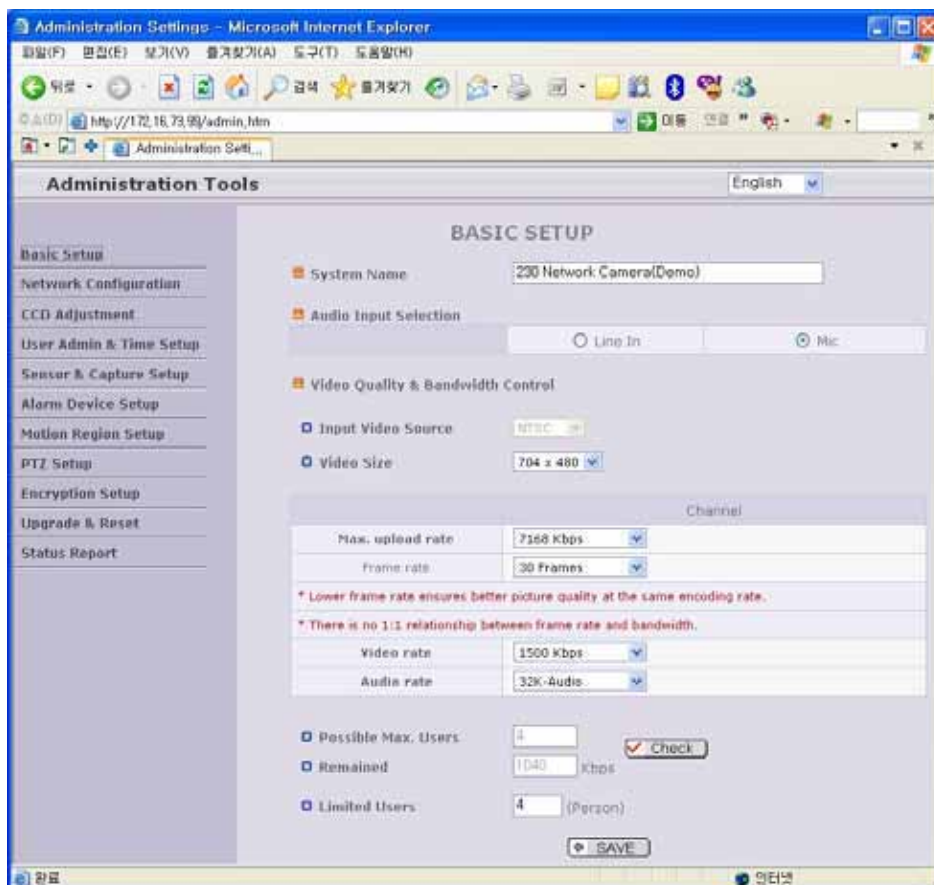 Administration Settings - Microsoft Internet Explorer
파일(F) 편집(E) 보기(V) 즐겨찾기(A) 도구(T) 도움말(H)
뒤로 검색 즐겨찾기
http://172.16.73.99/admin.htm 이동 연결 »
Administration Setti...
Administration Tools English
BASIC SETUP
Basic Setup
Network Configuration
CCD Adjustment
User Admin & Time Setup
Sensor & Capture Setup
Alarm Device Setup
Motion Region Setup
PTZ Setup
Encryption Setup
Upgrade & Reset
Status Report
System Name 230 Network Camera(Demo)
Audio Input Selection
Line In Mic
Video Quality & Bandwidth Control
Input Video Source NTSC
Video Size 704 x 480
Channel
Max. upload rate 7168 Kbps
Frame rate 30 Frames
* Lower frame rate ensures better picture quality at the same encoding rate.
* There is no 1:1 relationship between frame rate and bandwidth.
Video rate 1500 Kbps
Audio rate 32K-Audio
Possible Max. Users 4 Check
Remained 1040 Kbps
Limited Users 4 (Person)
SAVE
완료 인터넷